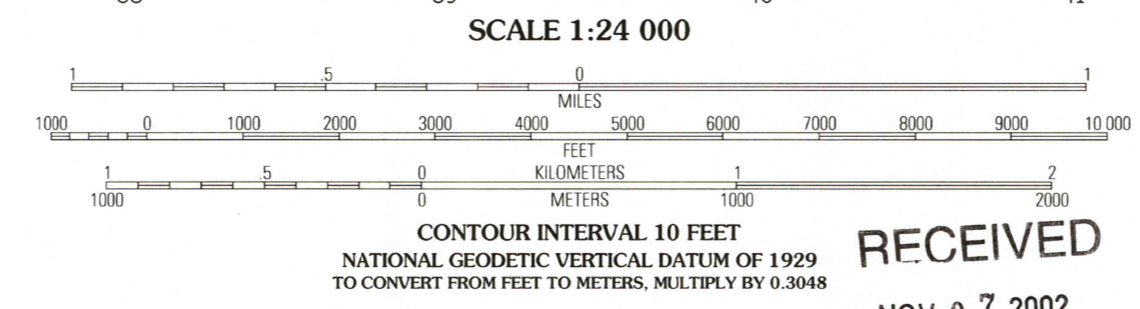 SCALE 1:24 000
1 .5 0 1
MILES
1000 0 1000 2000 3000 4000 5000 6000 7000 8000 9000 10 000
FEET
1 .5 0 KILOMETERS 1 2
1000 0 METERS 1000 2000
CONTOUR INTERVAL 10 FEET
NATIONAL GEODETIC VERTICAL DATUM OF 1929
TO CONVERT FROM FEET TO METERS, MULTIPLY BY 0.3048
RECEIVED
7 2002